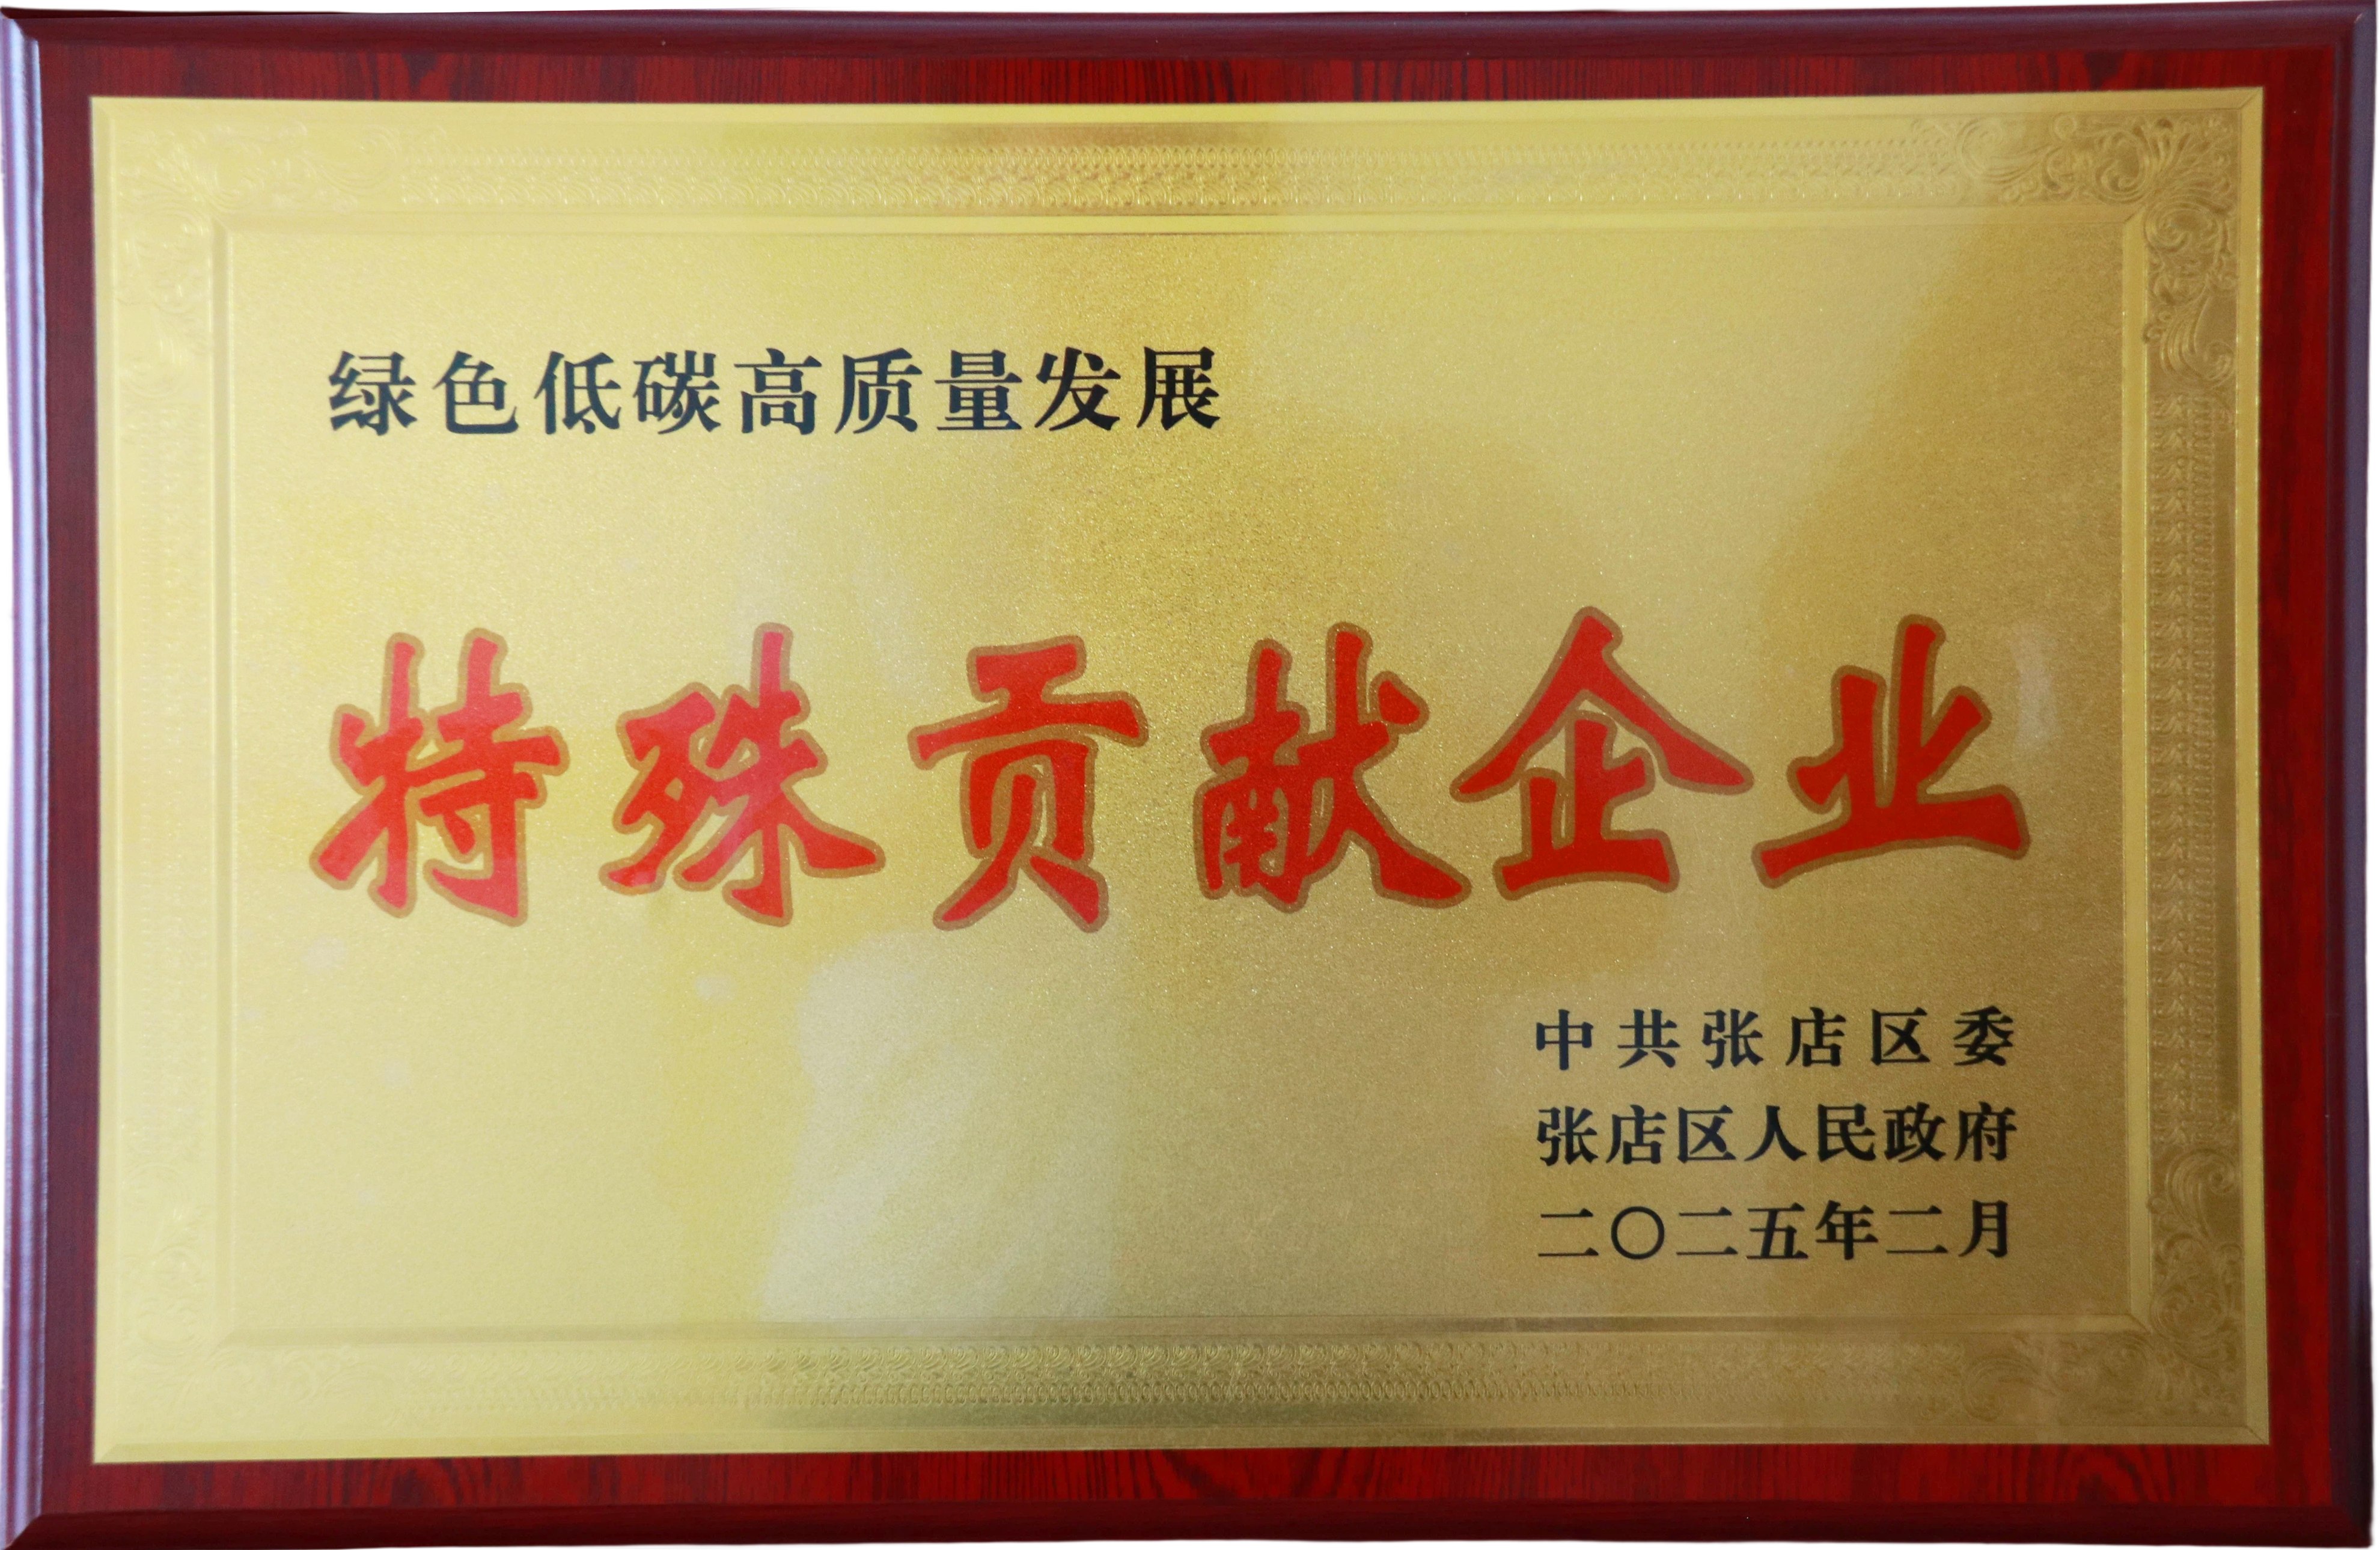 绿色低碳高质量发展
特殊贡献企业
中共张店区委
张店区人民政府
二〇二五年二月